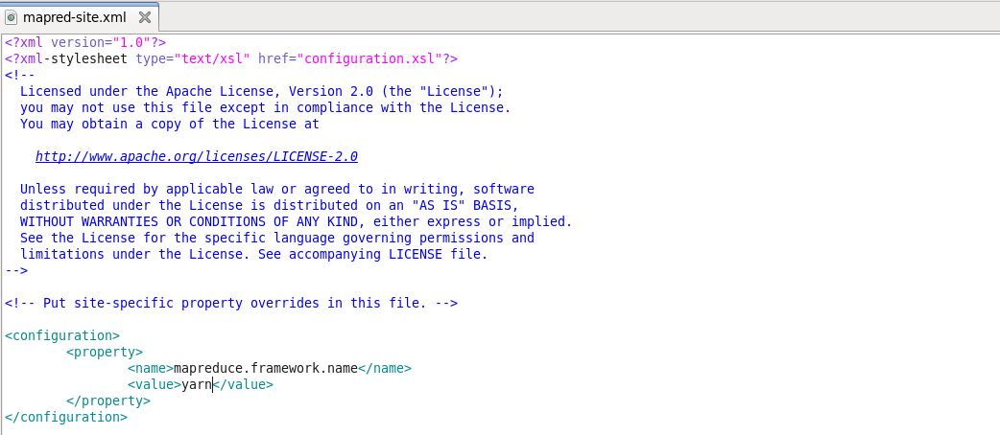 mapred-site.xml
<?xml version="1.0"?>
<?xml-stylesheet type="text/xsl" href="configuration.xsl"?>
<!--
  Licensed under the Apache License, Version 2.0 (the "License");
  you may not use this file except in compliance with the License.
  You may obtain a copy of the License at

    http://www.apache.org/licenses/LICENSE-2.0

  Unless required by applicable law or agreed to in writing, software
  distributed under the License is distributed on an "AS IS" BASIS,
  WITHOUT WARRANTIES OR CONDITIONS OF ANY KIND, either express or implied.
  See the License for the specific language governing permissions and
  limitations under the License. See accompanying LICENSE file.
-->

<!-- Put site-specific property overrides in this file. -->

<configuration>
        <property>
                <name>mapreduce.framework.name</name>
                <value>yarn</value>
        </property>
</configuration>